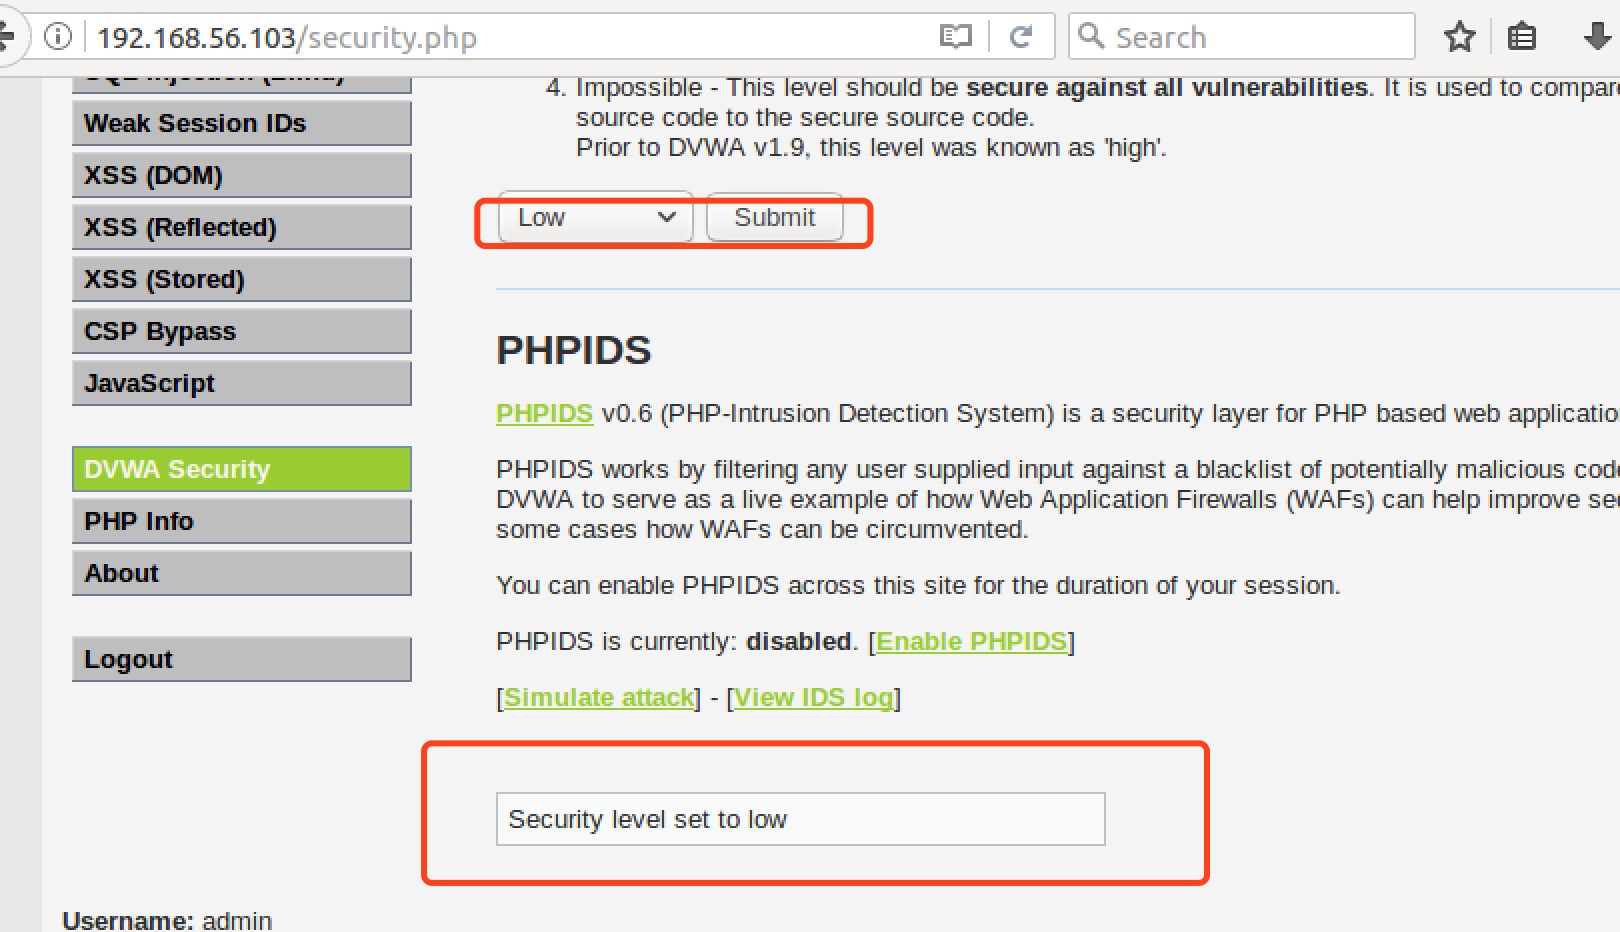 192.168.56.103/security.php
Search
SQL Injection (Blind)
Weak Session IDs
XSS (DOM)
XSS (Reflected)
XSS (Stored)
CSP Bypass
JavaScript
DVWA Security
PHP Info
About
Logout
Username: admin
4. Impossible - This level should be secure against all vulnerabilities. It is used to compare
source code to the secure source code.
Prior to DVWA v1.9, this level was known as 'high'.
Low
Submit
PHPIDS
PHPIDS v0.6 (PHP-Intrusion Detection System) is a security layer for PHP based web applicatio
PHPIDS works by filtering any user supplied input against a blacklist of potentially malicious code
DVWA to serve as a live example of how Web Application Firewalls (WAFs) can help improve sec
some cases how WAFs can be circumvented.
You can enable PHPIDS across this site for the duration of your session.
PHPIDS is currently: disabled. [Enable PHPIDS]
[Simulate attack] - [View IDS log]
Security level set to low